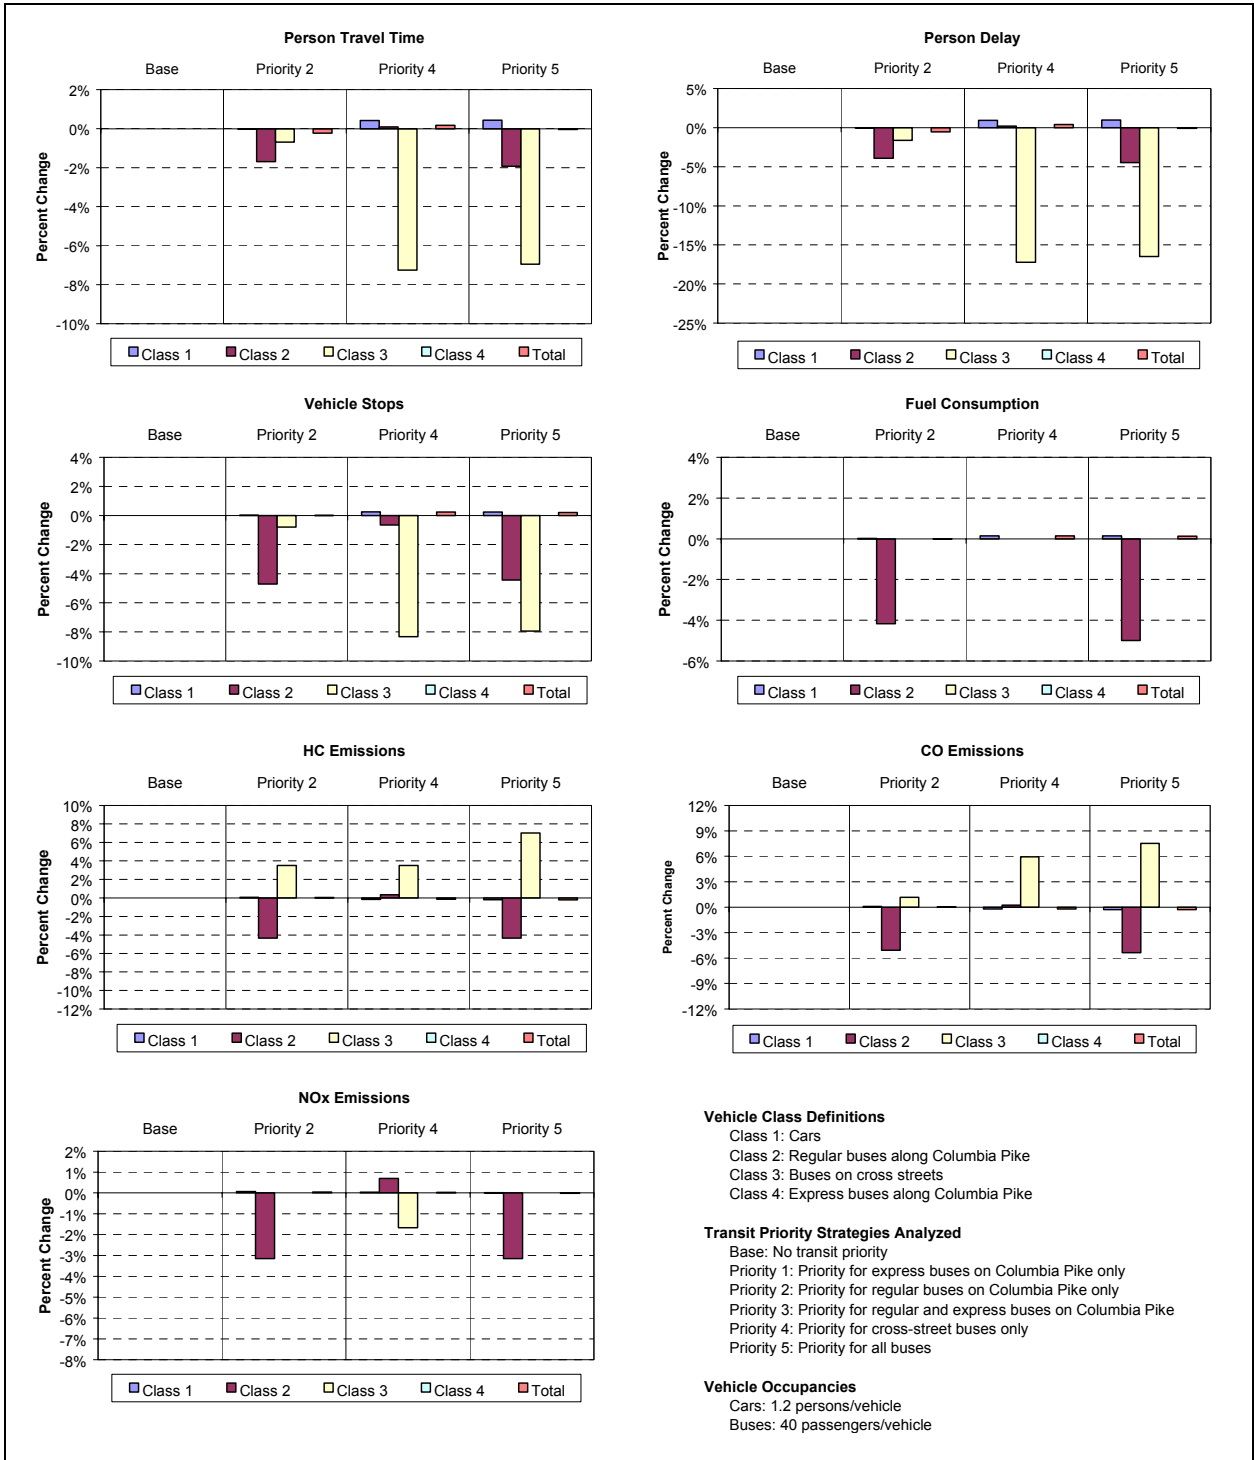 Person Travel Time
Base Priority 2 Priority 4 Priority 5
2%
0%
-2%
-4%
-6%
-8%
-10%
Percent Change
Class 1 Class 2 Class 3 Class 4 Total
Person Delay
Base Priority 2 Priority 4 Priority 5
5%
0%
-5%
-10%
-15%
-20%
-25%
Percent Change
Class 1 Class 2 Class 3 Class 4 Total
Vehicle Stops
Base Priority 2 Priority 4 Priority 5
4%
2%
0%
-2%
-4%
-6%
-8%
-10%
Percent Change
Class 1 Class 2 Class 3 Class 4 Total
Fuel Consumption
Base Priority 2 Priority 4 Priority 5
4%
2%
0%
-2%
-4%
-6%
Percent Change
Class 1 Class 2 Class 3 Class 4 Total
HC Emissions
Base Priority 2 Priority 4 Priority 5
10%
8%
6%
4%
2%
0%
-2%
-4%
-6%
-8%
-10%
-12%
Percent Change
Class 1 Class 2 Class 3 Class 4 Total
CO Emissions
Base Priority 2 Priority 4 Priority 5
12%
9%
6%
3%
0%
-3%
-6%
-9%
-12%
Percent Change
Class 1 Class 2 Class 3 Class 4 Total
NOx Emissions
Base Priority 2 Priority 4 Priority 5
2%
1%
0%
-1%
-2%
-3%
-4%
-5%
-6%
-7%
-8%
Percent Change
Class 1 Class 2 Class 3 Class 4 Total
Vehicle Class Definitions
Class 1: Cars
Class 2: Regular buses along Columbia Pike
Class 3: Buses on cross streets
Class 4: Express buses along Columbia Pike
Transit Priority Strategies Analyzed
Base: No transit priority
Priority 1: Priority for express buses on Columbia Pike only
Priority 2: Priority for regular buses on Columbia Pike only
Priority 3: Priority for regular and express buses on Columbia Pike
Priority 4: Priority for cross-street buses only
Priority 5: Priority for all buses
Vehicle Occupancies
Cars: 1.2 persons/vehicle
Buses: 40 passengers/vehicle